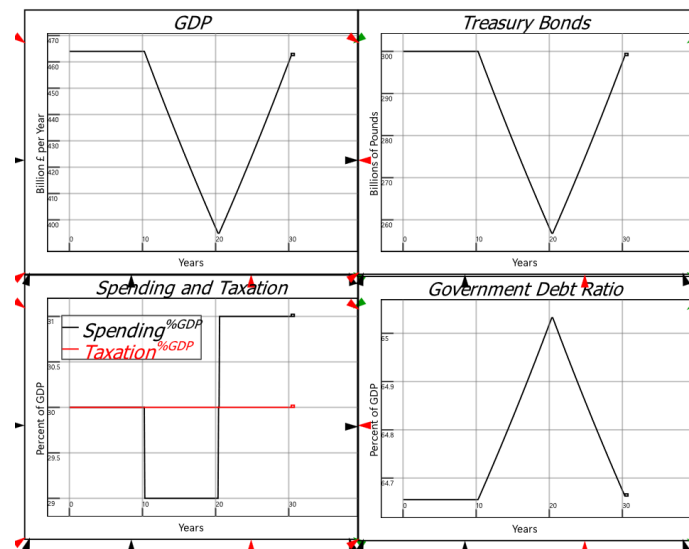 GDP
470
460
450
440
430
420
410
400
Billion £ per Year
0 10 20 30
Years
Treasury Bonds
300
290
280
270
260
Billions of Pounds
0 10 20 30
Years
Spending and Taxation
31
30.5
30
29.5
29
Spending%GDP
Taxation%GDP
Percent of GDP
0 10 20 30
Years
Government Debt Ratio
65
64.9
64.8
64.7
Percent of GDP
0 10 20 30
Years